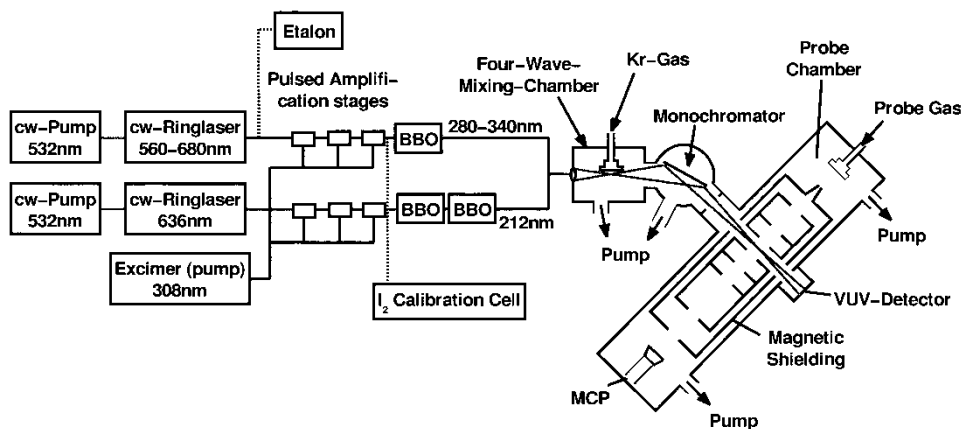 Etalon
Pulsed Amplifi-
cation stages
cw-Pump
532nm
cw-Ringlaser
560-680nm
BBO
280-340nm
cw-Pump
532nm
cw-Ringlaser
636nm
BBO
BBO
212nm
Excimer (pump)
308nm
I2 Calibration Cell
Four-Wave-
Mixing-Chamber
Kr-Gas
Monochromator
Probe
Chamber
Probe Gas
Pump
Pump
VUV-Detector
Magnetic
Shielding
MCP
Pump